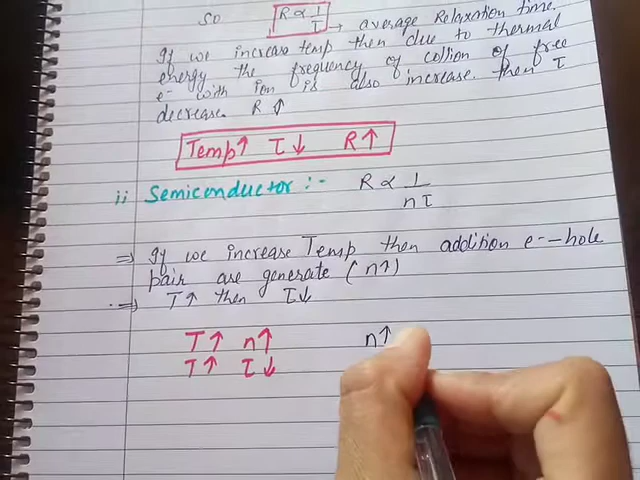 so R ∝ 1/τ → average Relaxation time.
If we increase temp then due to thermal
energy the frequency of collion of free
e- with ion is also increase. then τ
decrease. R ↑
Temp↑ τ↓ R↑
ii Semiconductor :- R ∝ 1/nτ
⇒ If we increase Temp then addition e- - hole
pair are generate (n↑)
⇒ T↑ then τ↓
T↑ n↑ n↑
T↑ τ↓